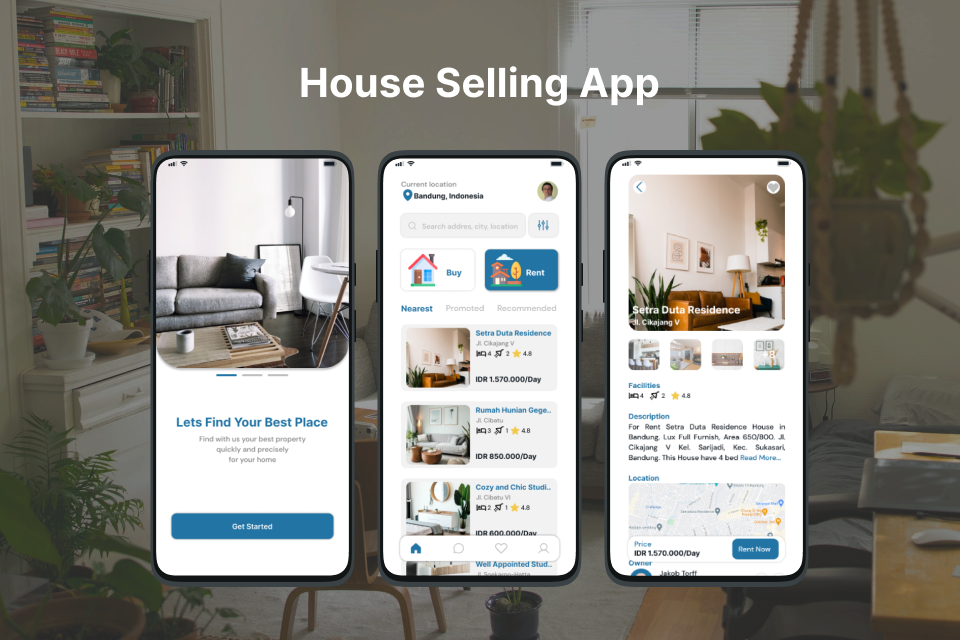 House Selling App
Lets Find Your Best Place
Find with us your best property
quickly and precisely
for your home
Get Started
Current location
Bandung, Indonesia
Search addres, city, location
Buy
Rent
Nearest Promoted Recommended
Setra Duta Residence
Jl. Cikajang V
4 2 4.8
IDR 1.570.000/Day
Rumah Hunian Gege..
Jl. Cibatu
3 1 4.8
IDR 850.000/Day
Cozy and Chic Studi..
Jl. Cibatu VI
2 1 4.8
IDR 600.000/Day
Well Appointed Stud..
Jl. Soekarno-Hatta
Setra Duta Residence
Jl. Cikajang V
Facilities
4 2 4.8
Description
For Rent Setra Duta Residence House in
Bandung. Lux Full Furnish, Area 650/800. Jl.
Cikajang V Kel. Sarijadi, Kec. Sukasari,
Bandung. This House have 4 bed Read More...
Location
Price
IDR 1.570.000/Day
Rent Now
Owner
Jakob Torff